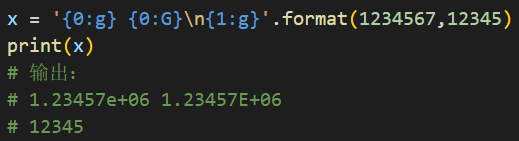 x = '{0:g} {0:G}\n{1:g}'.format(1234567,12345)
print(x)
# 输出：
# 1.23457e+06 1.23457E+06
# 12345